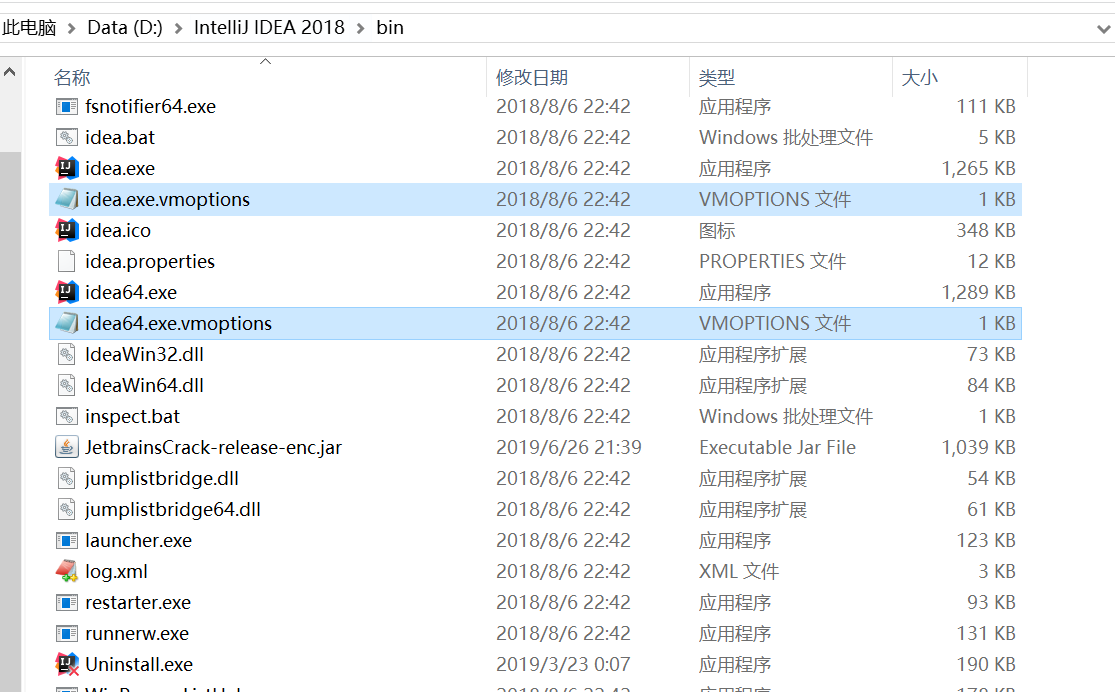 此电脑 > Data (D:) > IntelliJ IDEA 2018 > bin
名称 修改日期 类型 大小
fsnotifier64.exe 2018/8/6 22:42 应用程序 111 KB
idea.bat 2018/8/6 22:42 Windows 批处理文件 5 KB
idea.exe 2018/8/6 22:42 应用程序 1,265 KB
idea.exe.vmoptions 2018/8/6 22:42 VMOPTIONS 文件 1 KB
idea.ico 2018/8/6 22:42 图标 348 KB
idea.properties 2018/8/6 22:42 PROPERTIES 文件 12 KB
idea64.exe 2018/8/6 22:42 应用程序 1,289 KB
idea64.exe.vmoptions 2018/8/6 22:42 VMOPTIONS 文件 1 KB
IdeaWin32.dll 2018/8/6 22:42 应用程序扩展 73 KB
IdeaWin64.dll 2018/8/6 22:42 应用程序扩展 84 KB
inspect.bat 2018/8/6 22:42 Windows 批处理文件 1 KB
JetbrainsCrack-release-enc.jar 2019/6/26 21:39 Executable Jar File 1,039 KB
jumplistbridge.dll 2018/8/6 22:42 应用程序扩展 54 KB
jumplistbridge64.dll 2018/8/6 22:42 应用程序扩展 61 KB
launcher.exe 2018/8/6 22:42 应用程序 123 KB
log.xml 2018/8/6 22:42 XML 文件 3 KB
restarter.exe 2018/8/6 22:42 应用程序 93 KB
runnerw.exe 2018/8/6 22:42 应用程序 131 KB
Uninstall.exe 2019/3/23 0:07 应用程序 190 KB